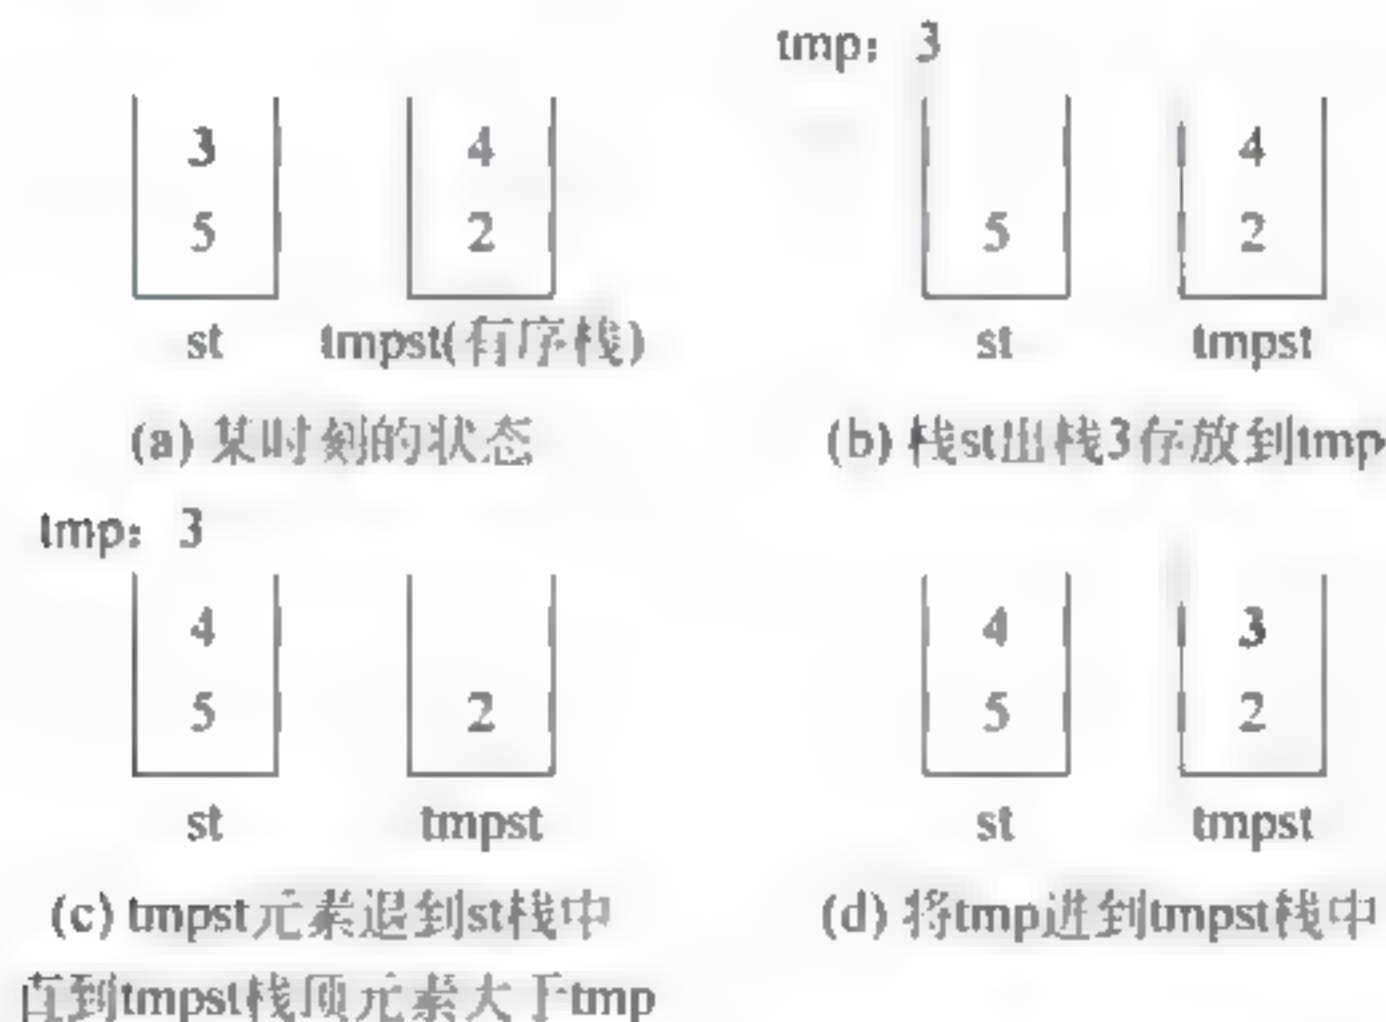 tmp: 3
3 4 4
5 2 5 2
st tmpst(有序栈) st tmpst
(a) 某时刻的状态 (b) 栈st出栈3存放到tmp
tmp: 3
4 4 3
5 2 5 2
st tmpst st tmpst
(c) tmpst元素退到st栈中 (d) 将tmp进到tmpst栈中
直到tmpst栈顶元素大于tmp